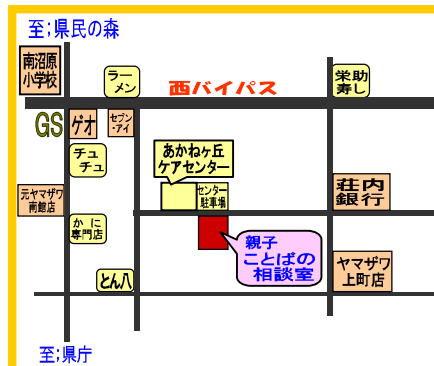 至;県民の森
南沼原
小学校
ラー
メン
西バイパス
栄助
寿し
GS
ゲオ
セブン
・アイ
チュ
チュ
あかねヶ丘
ケアセンター
元ヤマザワ
南館店
センター
駐車場
荘内
銀行
かに
専門店
親子
ことばの
相談室
とん八
ヤマザワ
上町店
至;県庁